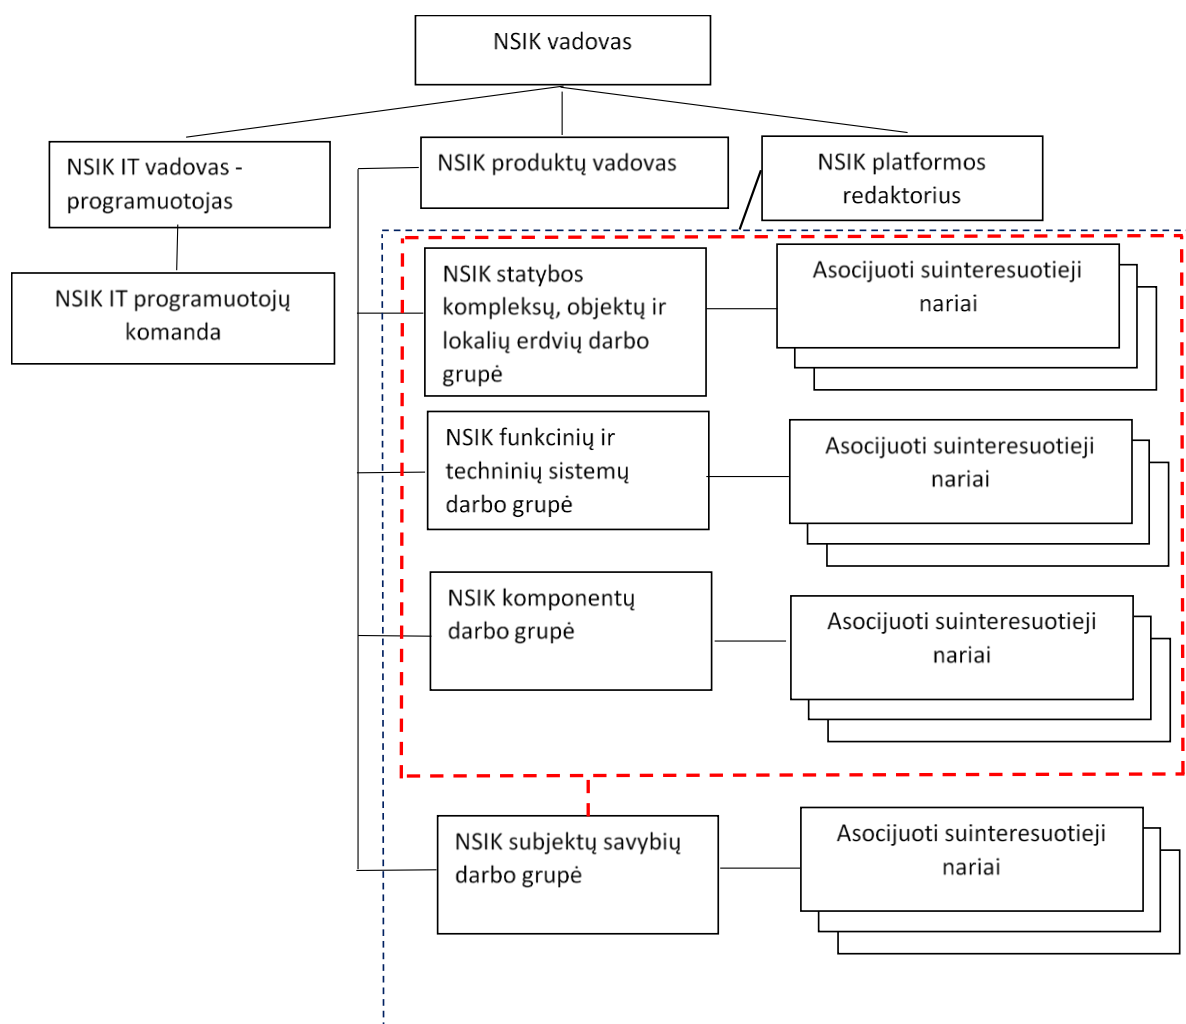 NSIK vadovas
NSIK IT vadovas -
programuotojas
NSIK produktų vadovas
NSIK platformos
redaktorius
NSIK IT programuotojų
komanda
NSIK statybos
kompleksų, objektų ir
lokalių erdvių darbo
grupė
Asocijuoti suinteresuotieji
nariai
NSIK funkcinių ir
techninių sistemų
darbo grupė
Asocijuoti suinteresuotieji
nariai
NSIK komponentų
darbo grupė
Asocijuoti suinteresuotieji
nariai
NSIK subjektų savybių
darbo grupė
Asocijuoti suinteresuotieji
nariai